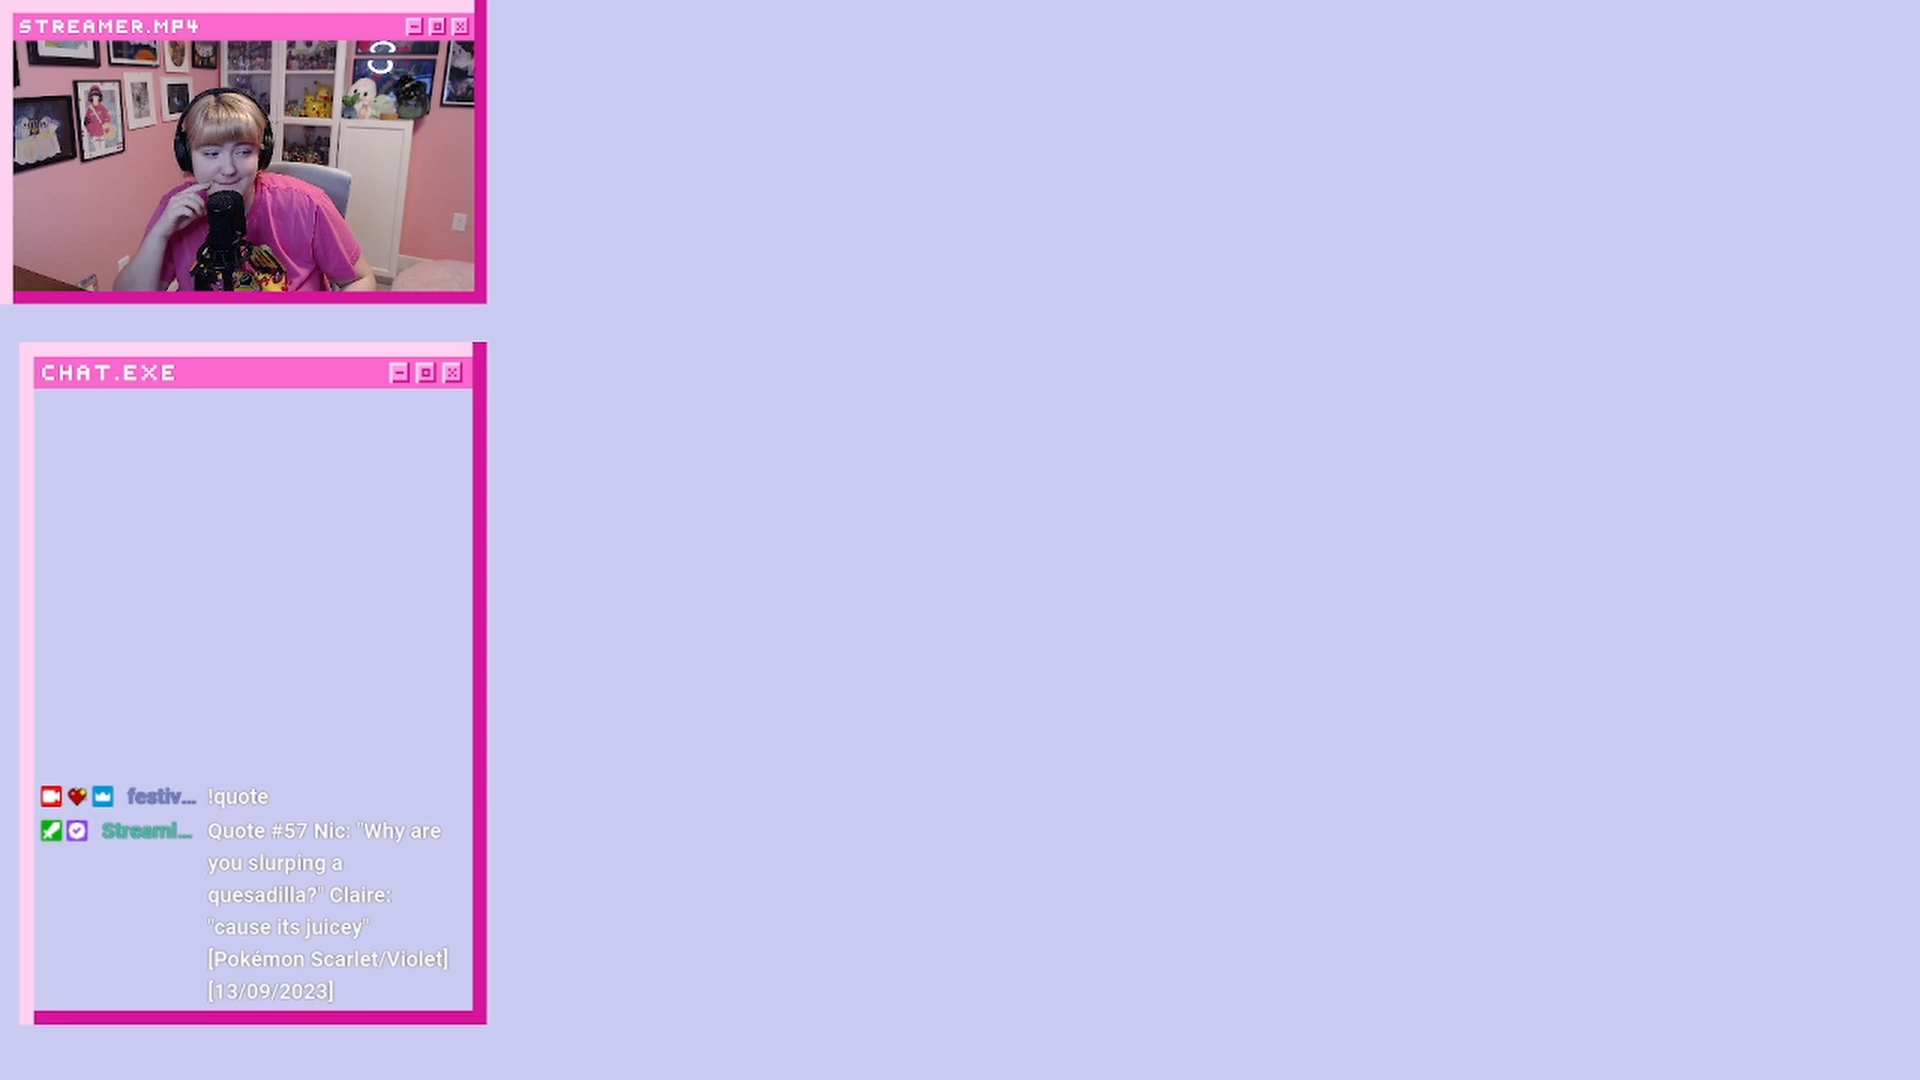 STREAMER.MP4
CHAT.EXE
festiv... !quote
Streaml... Quote #57 Nic: "Why are
you slurping a
quesadilla?" Claire:
"cause its juicey"
[Pokémon Scarlet/Violet]
[13/09/2023]